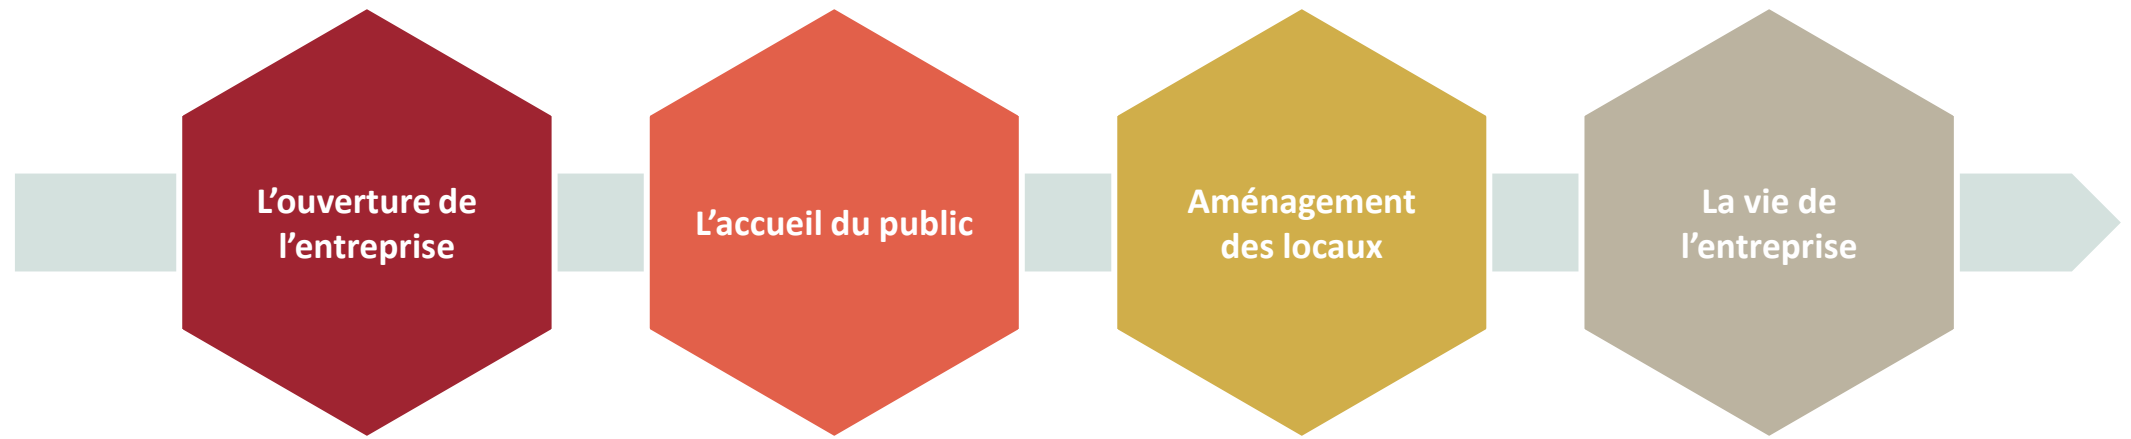 L’ouverture de
l’entreprise
L’accueil du public
Aménagement
des locaux
La vie de
l’entreprise